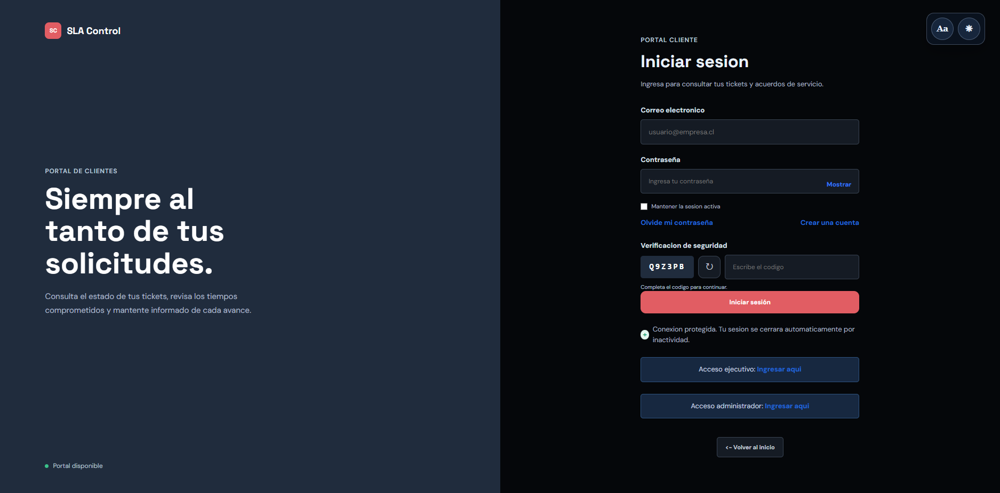 SC SLA Control
PORTAL DE CLIENTES
Siempre al
tanto de tus
solicitudes.
Consulta el estado de tus tickets, revisa los tiempos
comprometidos y mantente informado de cada avance.
Portal disponible
Aa
PORTAL CLIENTE
Iniciar sesion
Ingresa para consultar tus tickets y acuerdos de servicio.
Correo electronico
usuario@empresa.cl
Contraseña
Ingresa tu contraseña Mostrar
Mantener la sesion activa
Olvide mi contraseña Crear una cuenta
Verificacion de seguridad
Q9Z3PB ↻ Escribe el codigo
Completa el codigo para continuar.
Iniciar sesión
Conexion protegida. Tu sesion se cerrara automaticamente por
inactividad.
Acceso ejecutivo: Ingresar aqui
Acceso administrador: Ingresar aqui
<- Volver al inicio